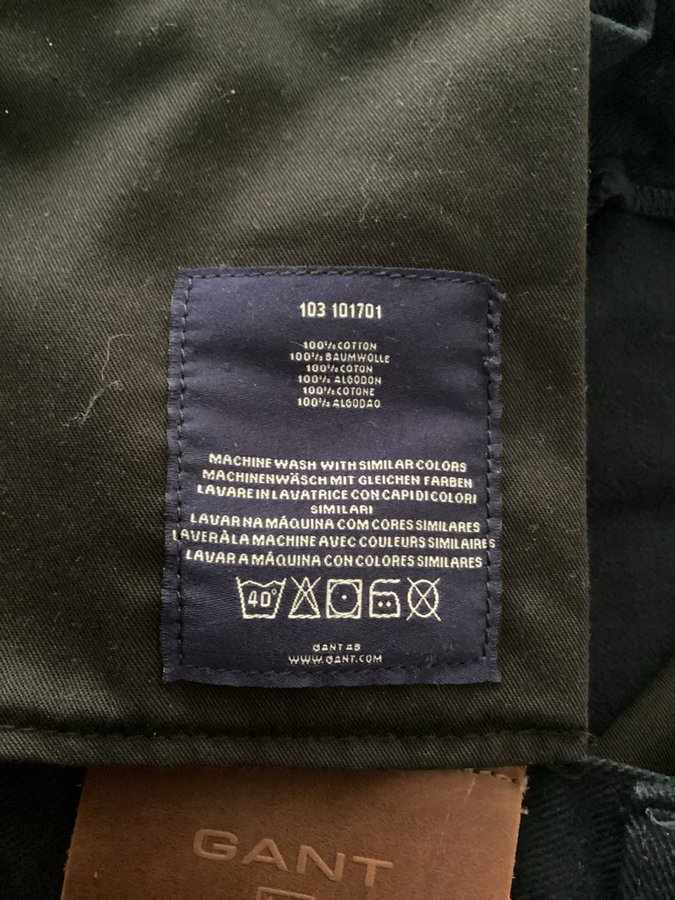 103 101701
100% COTTON
100% BAUMWOLLE
100% COTON
100% ALGODON
100% COTONE
100% ALGODAO
MACHINE WASH WITH SIMILAR COLORS
MACHINENWÄSCH MIT GLEICHEN FARBEN
LAVARE IN LAVATRICE CON CAPI DI COLORI
SIMILARI
LAVAR NA MÁQUINA COM CORES SIMILARES
LAVER À LA MACHINE AVEC COULEURS SIMILAIRES
LAVAR A MÁQUINA CON COLORES SIMILARES
40°
GANT AB
WWW.GANT.COM
GANT